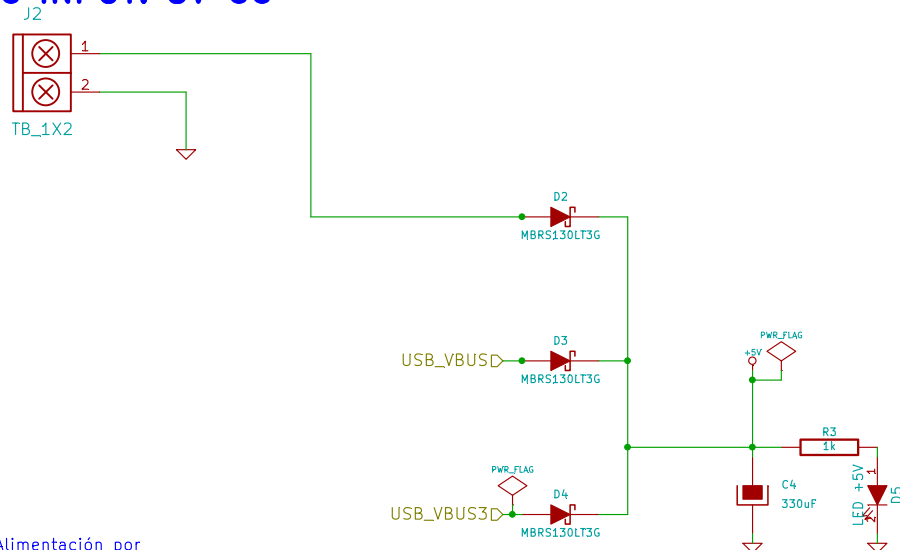 J2
1
2
TB_1X2
D2
MBRS130LT3G
D3
USB_VBUS
MBRS130LT3G
PWR_FLAG
+5V
R3
1k
PWR_FLAG
D4
USB_VBUS3
MBRS130LT3G
C4
330uF
LED +5V
1
2
D5
Alimentación por